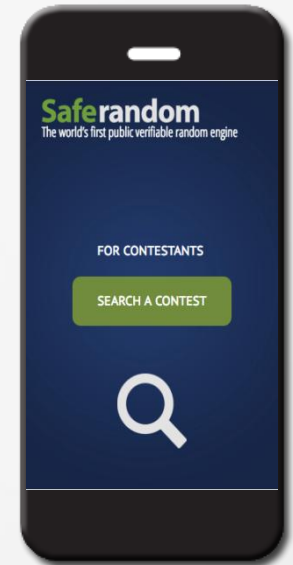 Saferandom
The world's first public verifiable random engine
FOR CONTESTANTS
SEARCH A CONTEST